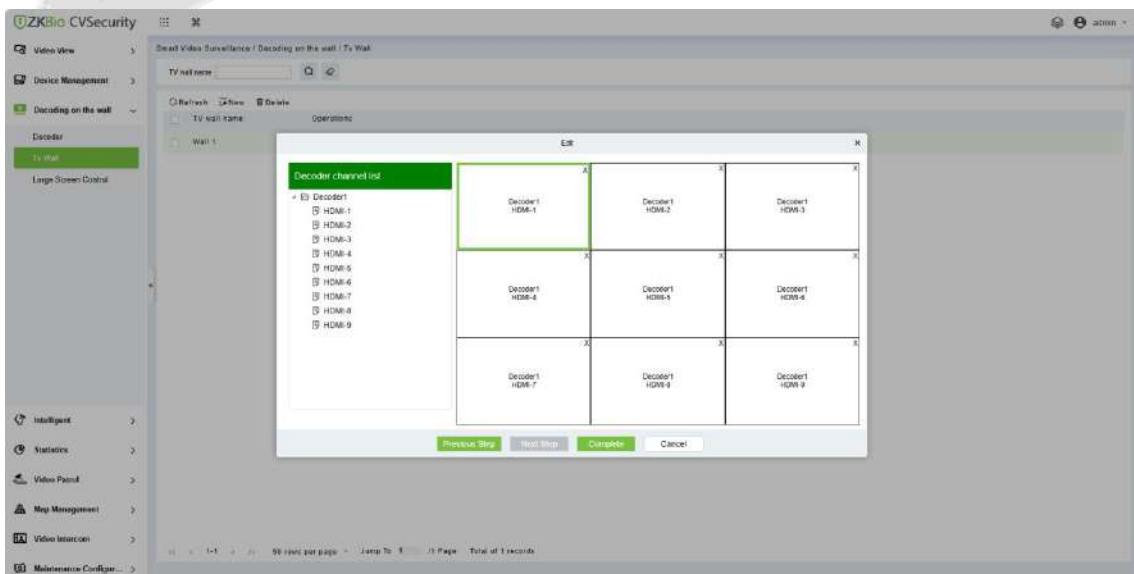 ZKBio CVSecurity
admin
Video View
Smart Video Surveillance / Decoding on the wall / Tv Wall
Device Management
TV wall name
Decoding on the wall
Refresh New Delete
TV wall name Operations
Decoder
Wall 1
Tv Wall
Large Screen Control
Edit
Decoder channel list
Decoder1
HDMI-1
HDMI-2
HDMI-3
HDMI-4
HDMI-5
HDMI-6
HDMI-7
HDMI-8
HDMI-9
X X X
Decoder1 Decoder1 Decoder1
HDMI-1 HDMI-2 HDMI-3
X X X
Decoder1 Decoder1 Decoder1
HDMI-4 HDMI-5 HDMI-6
X X X
Decoder1 Decoder1 Decoder1
HDMI-7 HDMI-8 HDMI-9
Previous Step Next Step Complete Cancel
Intelligent
Statistics
Video Patrol
Map Management
Video Intercom
Maintenance Configur...
1-1 50 rows per page Jump To 1 /1 Page Total of 1 records